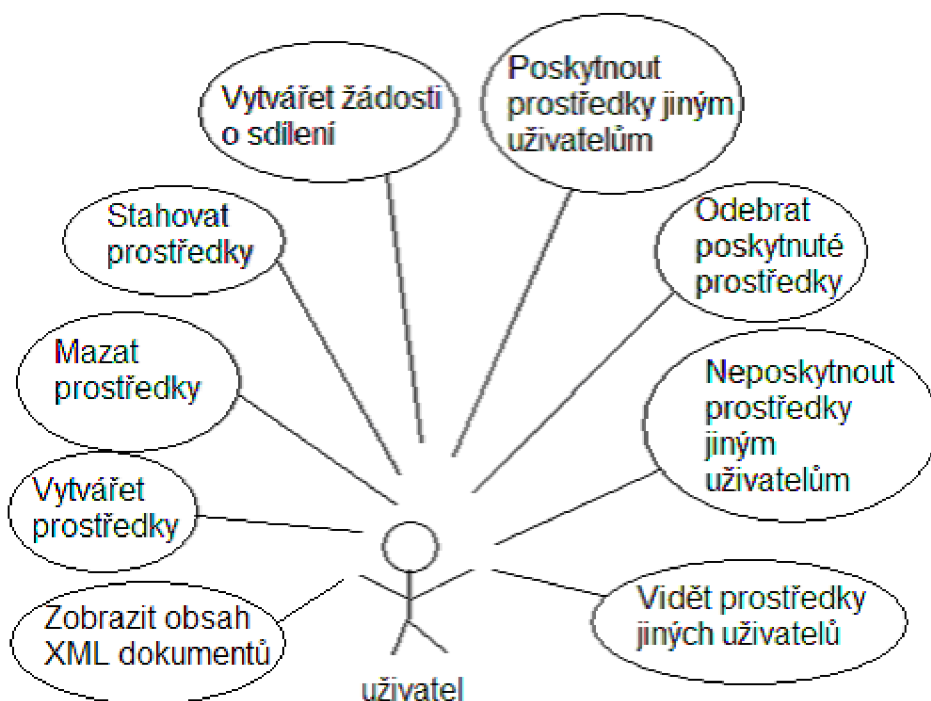 Vytvářet žádosti
o sdílení
Poskytnout
prostředky jiným
uživatelům
Stahovat
prostředky
Odebrat
poskytnuté
prostředky
Mazat
prostředky
Neposkytnout
prostředky
jiným
uživatelům
Vytvářet
prostředky
Zobrazit obsah
XML dokumentů
Vidět prostředky
jiných uživatelů
uživatel